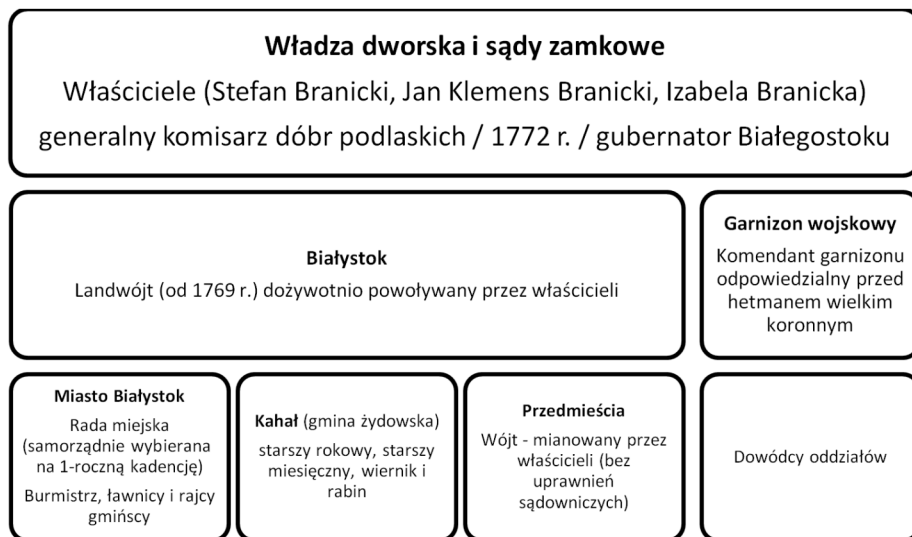 Władza dworska i sądy zamkowe
Właściciele (Stefan Branicki, Jan Klemens Branicki, Izabela Branicka)
generalny komisarz dóbr podlaskich / 1772 r. / gubernator Białegostoku
Białystok
Landwójt (od 1769 r.) dożywotnio powoływany przez właścicieli
Garnizon wojskowy
Komendant garnizonu
odpowiedzialny przed
hetmanem wielkim
koronnym
Miasto Białystok
Rada miejska
(samorządnie wybierana
na 1-roczną kadencję)
Burmistrz, ławnicy i rajcy
gmińscy
Kahał (gmina żydowska)
starszy rokowy, starszy
miesięczny, wiernik i
rabin
Przedmieścia
Wójt - mianowany przez
właścicieli (bez
uprawnień
sądowniczych)
Dowódcy oddziałów